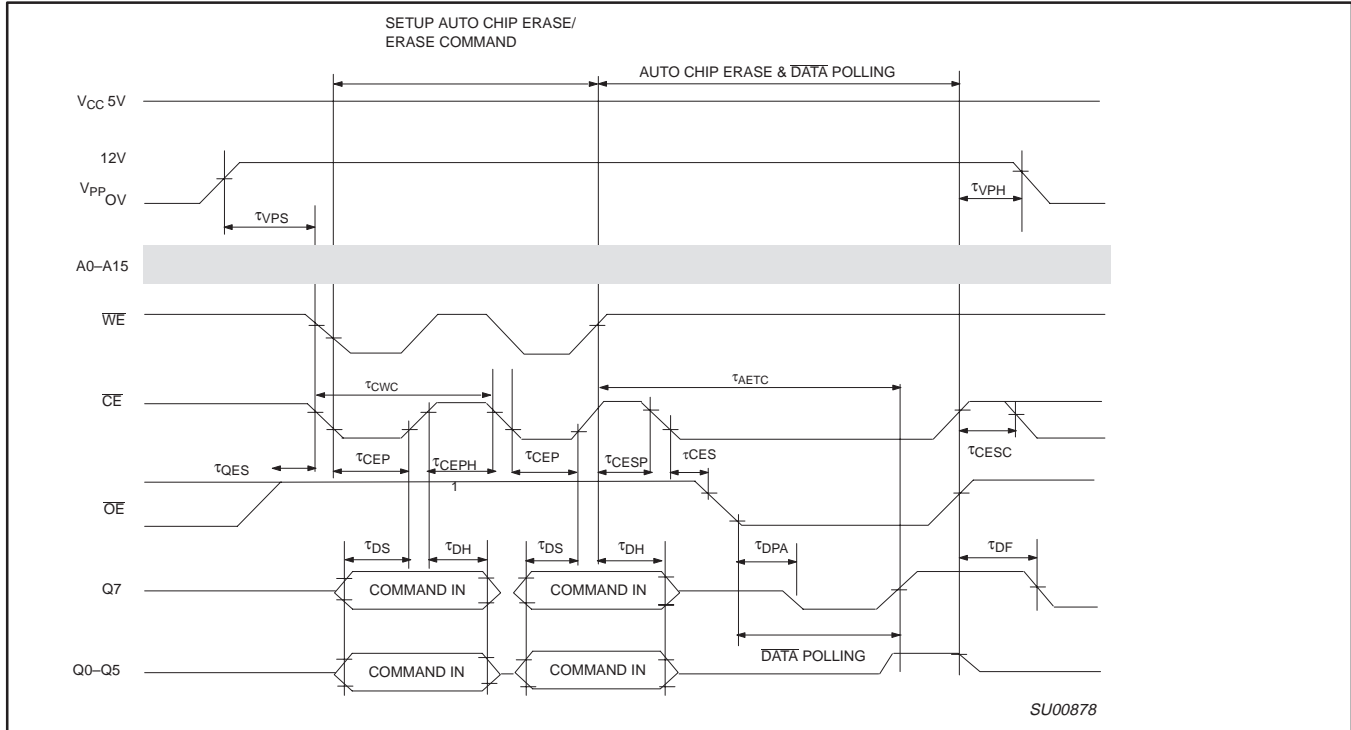 SETUP AUTO CHIP ERASE/
ERASE COMMAND
AUTO CHIP ERASE & DATA POLLING
VCC 5V
12V
VPP 0V
τVPS
τVPH
A0–A15
WE
τCWC
τAETC
CE
τQES
τCEP
τCEPH
τCEP
τCESP
τCES
τCESC
1
OE
τDS
τDH
τDS
τDH
τDPA
τDF
Q7
COMMAND IN
COMMAND IN
DATA POLLING
Q0–Q5
COMMAND IN
COMMAND IN
SU00878